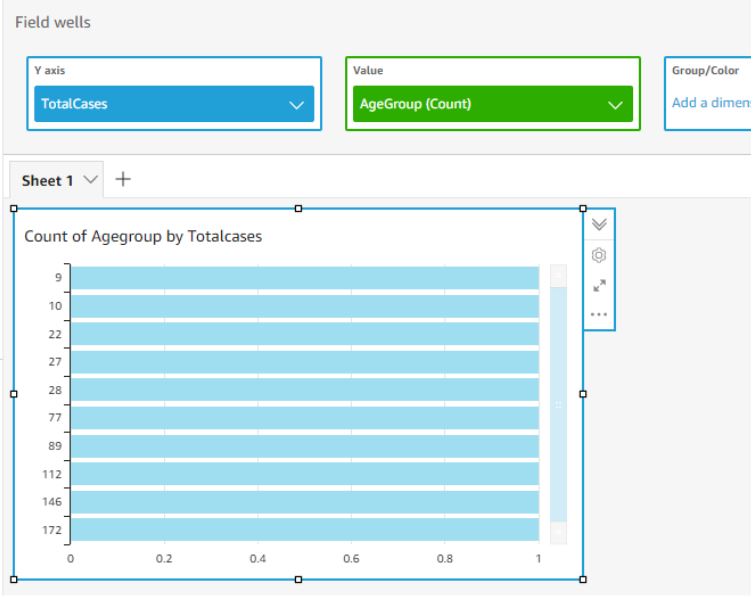 Field wells
Y axis
TotalCases
Value
AgeGroup (Count)
Group/Color
Add a dimens
Sheet 1
Count of Agegroup by Totalcases
9
10
22
27
28
77
89
112
146
172
0 0.2 0.4 0.6 0.8 1